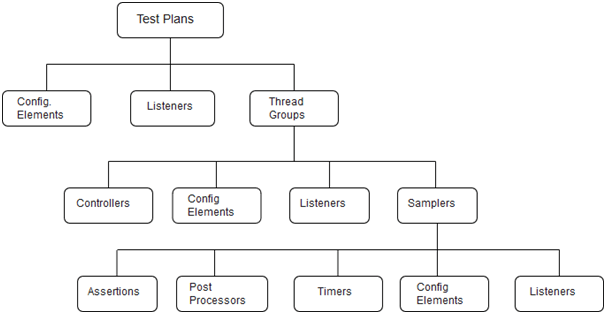 Test Plans
Config.
Elements
Listeners
Thread
Groups
Controllers
Config
Elements
Listeners
Samplers
Assertions
Post
Processors
Timers
Config
Elements
Listeners